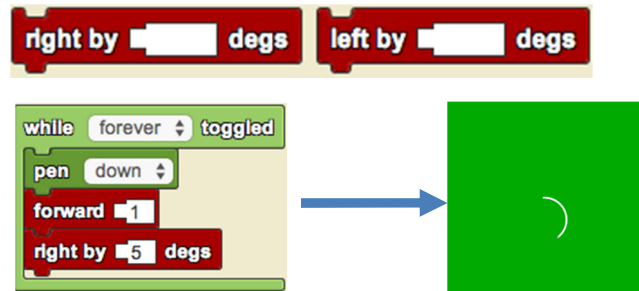 right by degs left by degs
while forever toggled
pen down
forward 1
right by 5 degs